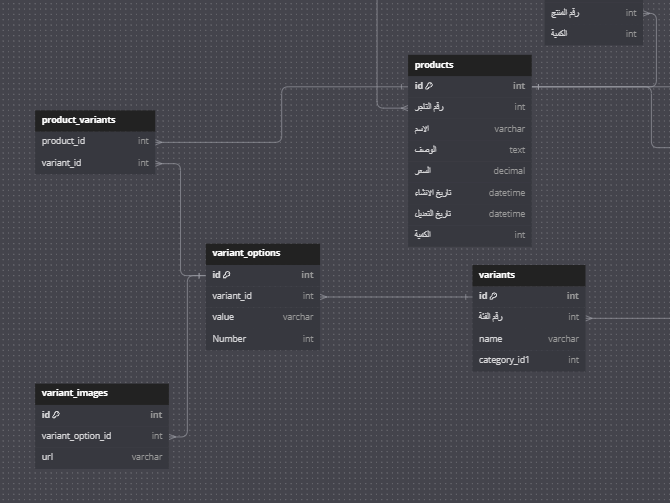 رقم المنتج int
الكمية int
products
id int
رقم التاجر int
الاسم varchar
الوصف text
السعر decimal
تاريخ الانشاء datetime
تاريخ التعديل datetime
الكمية int
product_variants
product_id int
variant_id int
variant_options
id int
variant_id int
value varchar
Number int
variants
id int
رقم الفئة int
name varchar
category_id1 int
variant_images
id int
variant_option_id int
url varchar